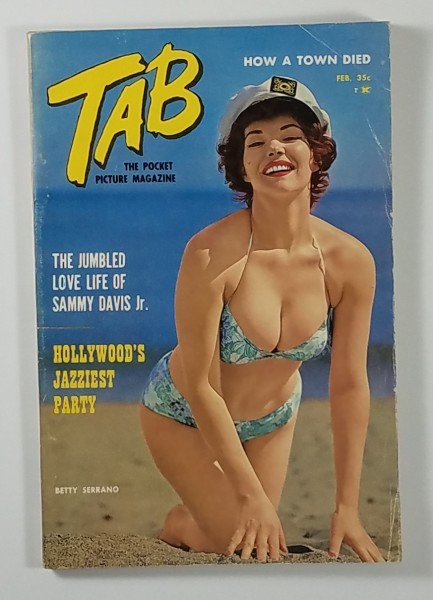 HOW A TOWN DIED
FEB. 35c
T K
TAB
THE POCKET
PICTURE MAGAZINE
THE JUMBLED
LOVE LIFE OF
SAMMY DAVIS Jr.
HOLLYWOOD'S
JAZZIEST
PARTY
BETTY SERRANO